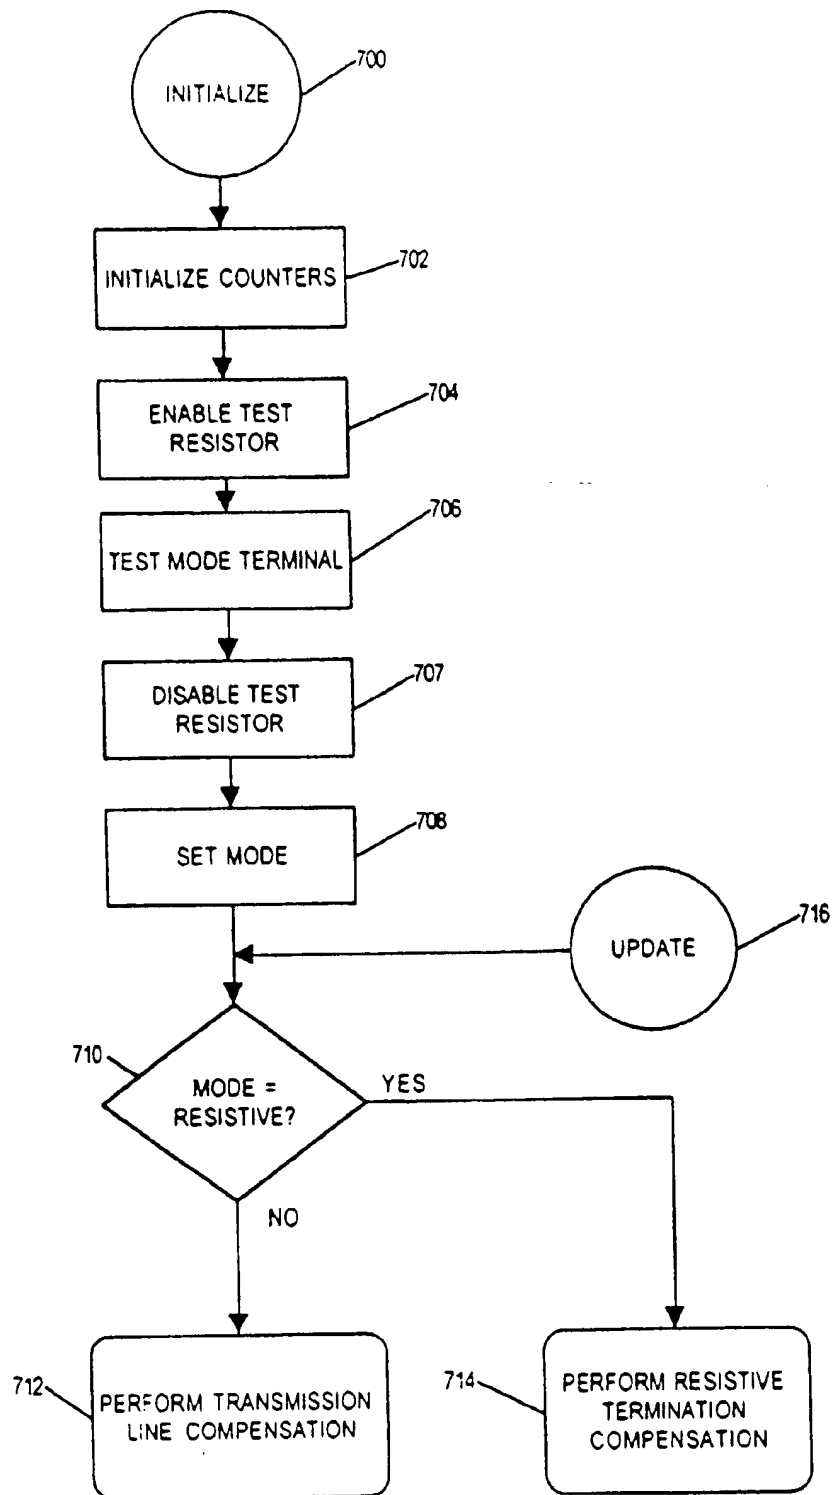 INITIALIZE
700
INITIALIZE COUNTERS
702
ENABLE TEST
RESISTOR
704
TEST MODE TERMINAL
706
DISABLE TEST
RESISTOR
707
SET MODE
708
UPDATE
716
710
MODE =
RESISTIVE?
YES
NO
712
PERFORM TRANSMISSION
LINE COMPENSATION
714
PERFORM RESISTIVE
TERMINATION
COMPENSATION